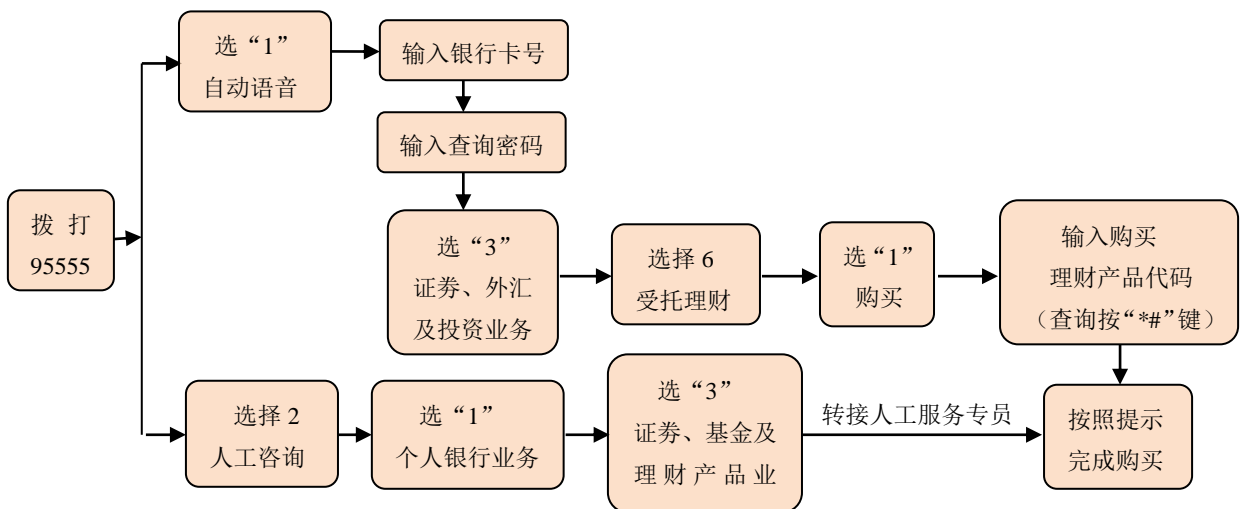 拨 打
95555
选“1”
自动语音
输入银行卡号
输入查询密码
选“3”
证券、外汇
及投资业务
选择 6
受托理财
选“1”
购买
输入购买
理财产品代码
（查询按“*#”键）
选择 2
人工咨询
选“1”
个人银行业务
选“3”
证券、基金及
理 财 产 品 业
转接人工服务专员
按照提示
完成购买